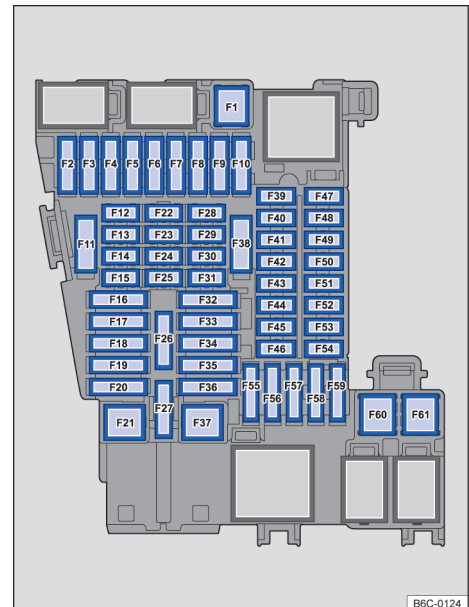 F1
F2 F3 F4 F5 F6 F7 F8 F9 F10
F39 F47
F12 F22 F28
F40 F48
F11 F13 F23 F29 F38
F41 F49
F14 F24 F30
F42 F50
F15 F25 F31
F43 F51
F16 F32
F44 F52
F17 F33
F45 F53
F18 F26 F34
F46 F54
F19 F35
F20 F36
F55 F56 F57 F58 F59
F27
F21 F37
F60 F61
B6C-0124